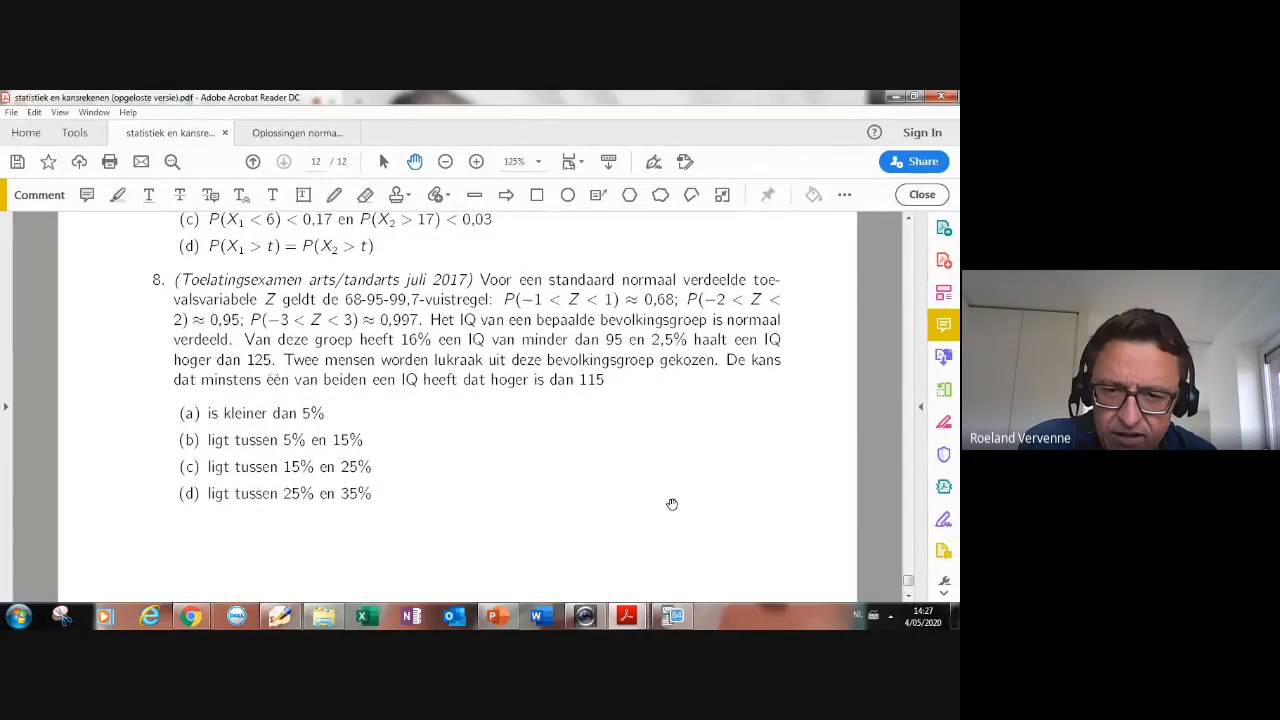 statistiek en kansrekenen (opgeloste versie).pdf - Adobe Acrobat Reader DC
File Edit View Window Help
Home Tools statistiek en kansre... × Oplossingen norma... ? Sign In
12 / 12 125% Share
Comment T T T T Close
(c) P(X₁ < 6) < 0,17 en P(X₂ > 17) < 0,03
(d) P(X₁ > t) = P(X₂ > t)
8. (Toelatingsexamen arts/tandarts juli 2017) Voor een standaard normaal verdeelde toe-
valsvariabele Z geldt de 68-95-99,7-vuistregel: P(−1 < Z < 1) ≈ 0,68; P(−2 < Z <
2) ≈ 0,95; P(−3 < Z < 3) ≈ 0,997. Het IQ van een bepaalde bevolkingsgroep is normaal
verdeeld. Van deze groep heeft 16% een IQ van minder dan 95 en 2,5% haalt een IQ
hoger dan 125. Twee mensen worden lukraak uit deze bevolkingsgroep gekozen. De kans
dat minstens één van beiden een IQ heeft dat hoger is dan 115
(a) is kleiner dan 5%
(b) ligt tussen 5% en 15%
(c) ligt tussen 15% en 25%
(d) ligt tussen 25% en 35%
Roeland Vervenne
NL 14:27
4/05/2020